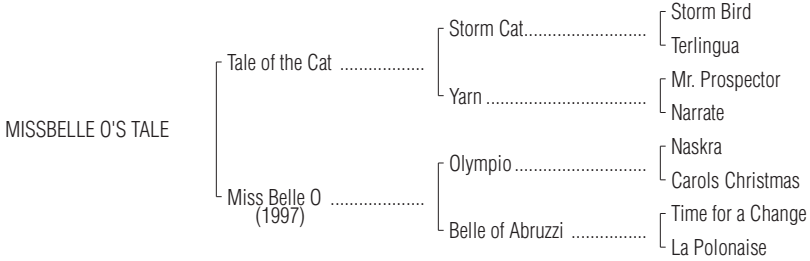 Storm Bird
Storm Cat..........................
Terlingua
Tale of the Cat ..................
Mr. Prospector
Yarn ..................................
Narrate
MISSBELLE O'S TALE
Naskra
Olympio............................
Carols Christmas
Miss Belle O ....................
(1997)
Time for a Change
Belle of Abruzzi ................
La Polonaise